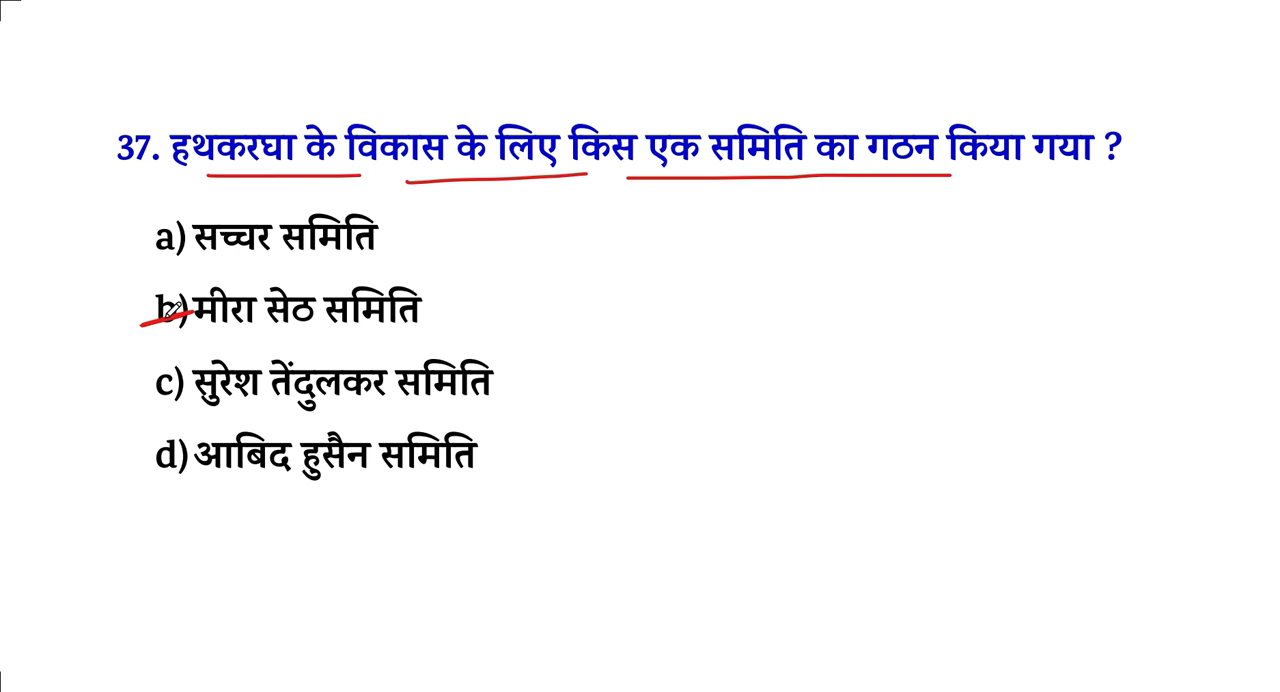 37. हथकरघा के विकास के लिए किस एक समिति का गठन किया गया ?
a) सच्चर समिति
b) मीरा सेठ समिति
c) सुरेश तेंदुलकर समिति
d) आबिद हुसैन समिति